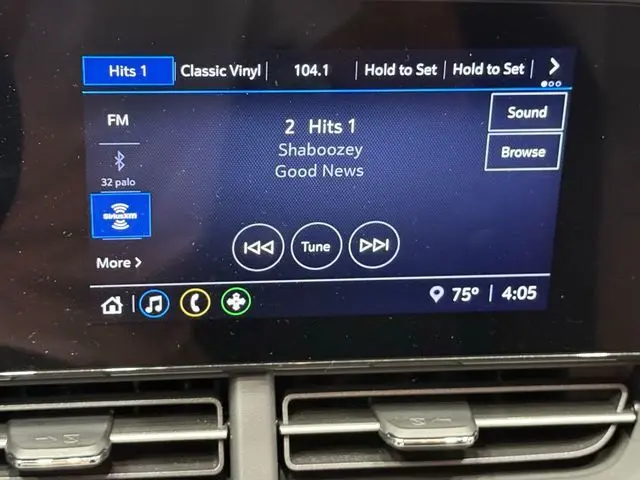 Hits 1 Classic Vinyl 104.1 Hold to Set Hold to Set
FM
2 Hits 1
Sound
Shaboozey
Good News
Browse
32 palo
SiriusXM
Tune
More
75° 4:05